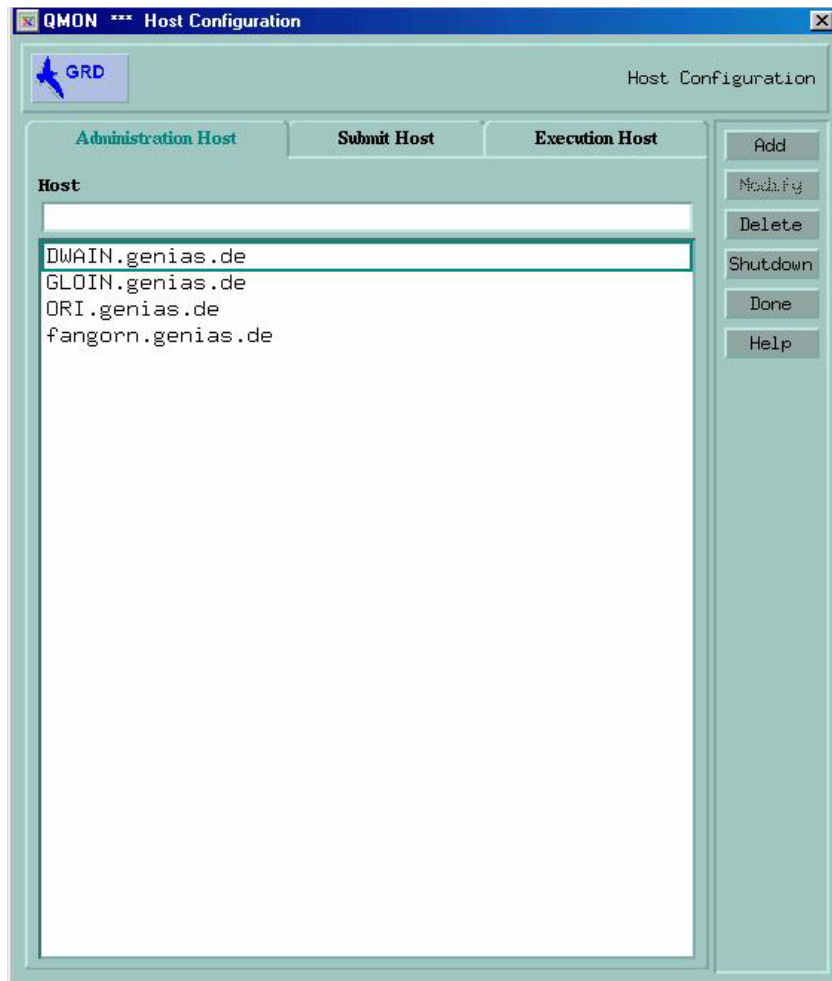 QMON *** Host Configuration
GRD
Host Configuration
Administration Host
Submit Host
Execution Host
Host
DWAIN.genias.de
GLOIN.genias.de
ORI.genias.de
fangorn.genias.de
Add
Modify
Delete
Shutdown
Done
Help